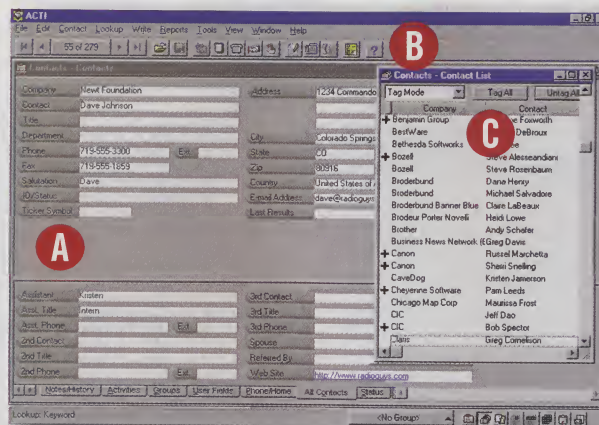 ACT!
File Edit Contact Lookup Write Reports Tools View Window Help
55 of 279
B
Contacts - Contacts
Company Newt Foundation
Contact Dave Johnson
Title
Department
Phone 719-555-3300 Ext.
Fax 719-555-1859
Salutation Dave
ID/Status
Ticker Symbol
Address 1234 Commando
City Colorado Springs
State CO
Zip 80916
Country United States of A
E-mail Address dave@radioguys
Last Results
A
Contacts - Contact List
Tag Mode Tag All Untag All
Company Contact
C
Benjamin Group Foxworth
BestWare DeBroux
Bethesda Softworks
Bozell Steve Alesseandiani
Bozell Steve Rosenbaum
Broderbund Dana Henry
Broderbund Michael Salvadore
Broderbund Banner Blue Claire LaBeaux
Brodeur Porter Novelli Heidi Lowe
Brother Andy Schafer
Business News Network (E Greg Davis
Canon Russel Marchetta
Canon Sherri Snelling
CaveDog Kristen Jamerson
Cheyenne Software Pam Leeds
Chicago Map Corp Maurissa Frost
CIC Jeff Dao
CIC Bob Spector
Claris Greg Cornelison
Assistant Kristen
Asst. Title Intern
Asst. Phone Ext.
2nd Contact
2nd Title
2nd Phone Ext.
3rd Contact
3rd Title
3rd Phone
Spouse
Referred By
Web Site http://www.radioguys.com
Notes/History Activities Groups User Fields Phone/Home Alt Contacts Status
Lookup: Keyword
(No Group)